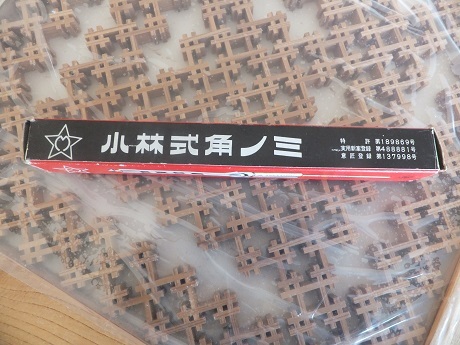 小林式角ノミ
特許 第189869号
実用新案登録 第488881号
意匠登録 第137998号